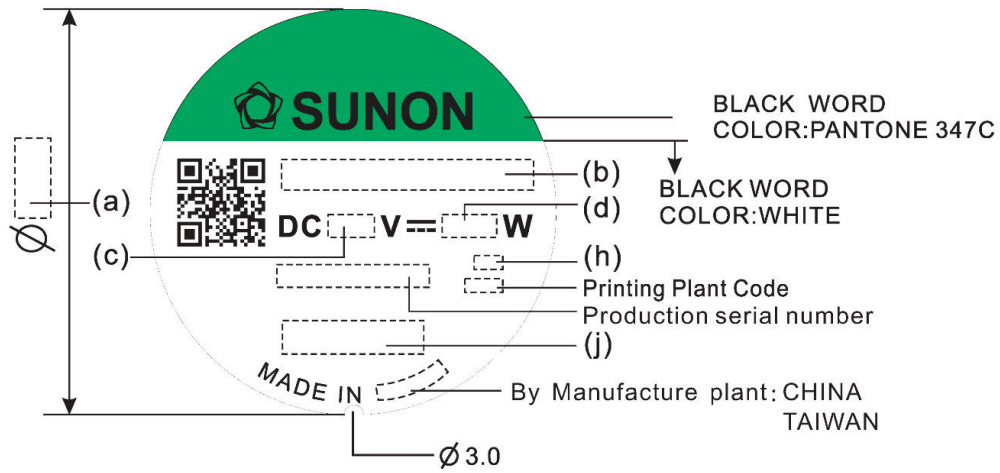 SUNON
BLACK WORD
COLOR:PANTONE 347C
BLACK WORD
COLOR:WHITE
(a)
(b)
DC V W
(d)
(c)
(h)
Printing Plant Code
Production serial number
(j)
MADE IN
By Manufacture plant: CHINA
TAIWAN
Ø
Ø 3.0